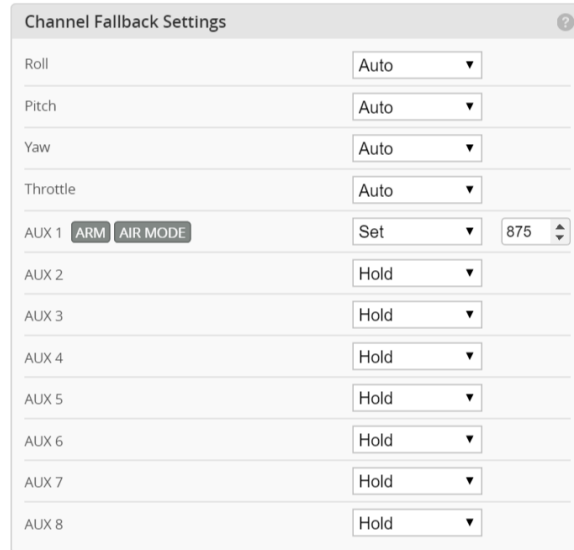 Channel Fallback Settings ?
Roll Auto
Pitch Auto
Yaw Auto
Throttle Auto
AUX 1 ARM AIR MODE Set 875
AUX 2 Hold
AUX 3 Hold
AUX 4 Hold
AUX 5 Hold
AUX 6 Hold
AUX 7 Hold
AUX 8 Hold